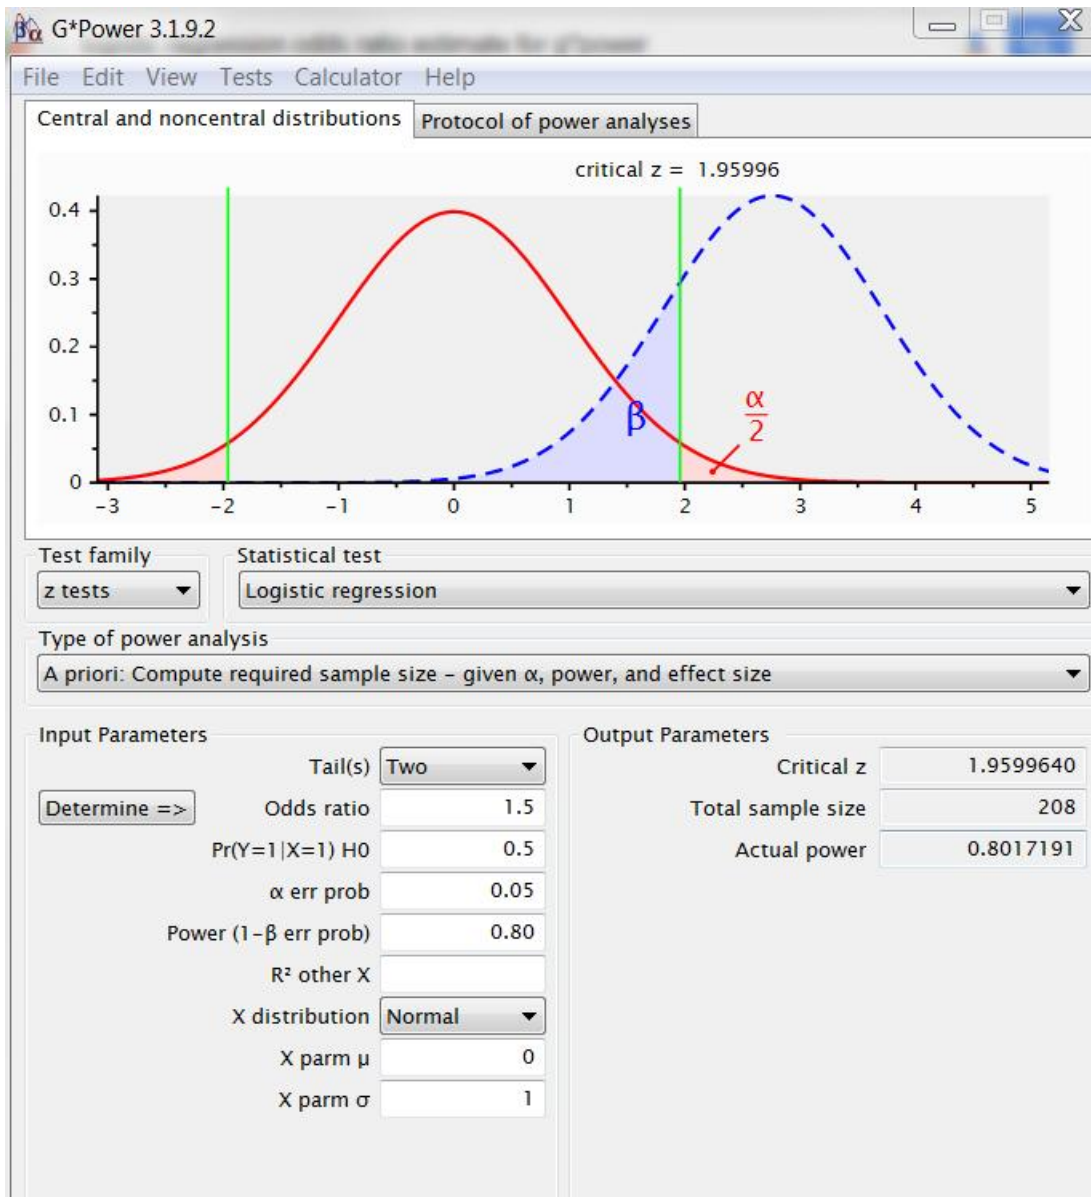 G*Power 3.1.9.2
File Edit View Tests Calculator Help
Central and noncentral distributions Protocol of power analyses
critical z = 1.95996
0.4
0.3
0.2
0.1
0
β
α
2
-3 -2 -1 0 1 2 3 4 5
Test family Statistical test
z tests Logistic regression
Type of power analysis
A priori: Compute required sample size – given α, power, and effect size
Input Parameters Output Parameters
Tail(s) Two Critical z 1.9599640
Determine => Odds ratio 1.5 Total sample size 208
Pr(Y=1|X=1) H0 0.5 Actual power 0.8017191
α err prob 0.05
Power (1-β err prob) 0.80
R² other X
X distribution Normal
X parm μ 0
X parm σ 1